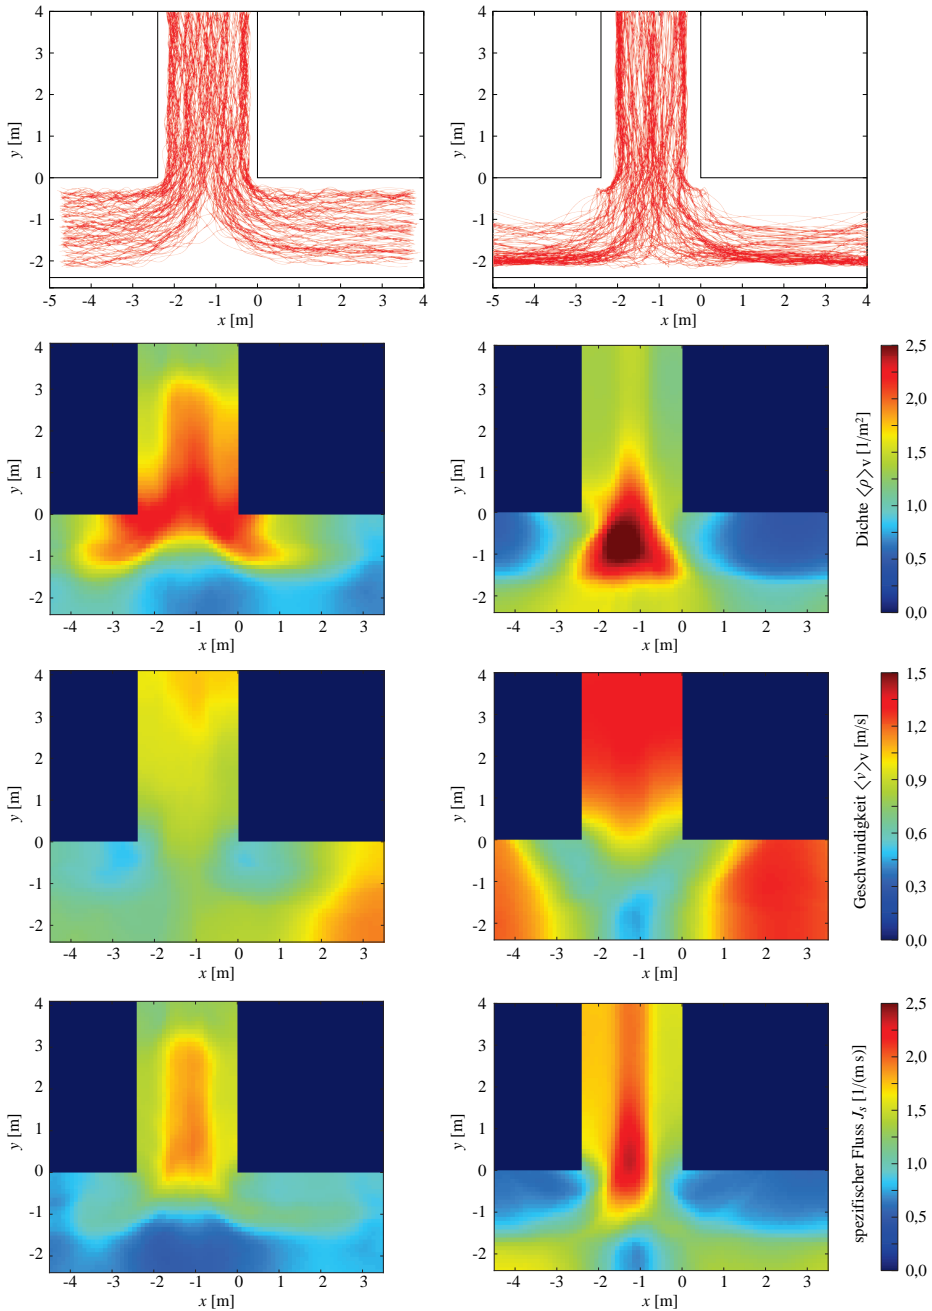 4
3
2
1
0
-1
-2
y [m]
-5 -4 -3 -2 -1 0 1 2 3 4
x [m]
4
3
2
1
0
-1
-2
y [m]
-5 -4 -3 -2 -1 0 1 2 3 4
x [m]
4
3
2
1
0
-1
-2
y [m]
-4 -3 -2 -1 0 1 2 3
x [m]
4
3
2
1
0
-1
-2
y [m]
-4 -3 -2 -1 0 1 2 3
x [m]
Dichte ⟨ρ⟩v [1/m²]
2,5
2,0
1,5
1,0
0,5
0,0
4
3
2
1
0
-1
-2
y [m]
-4 -3 -2 -1 0 1 2 3
x [m]
4
3
2
1
0
-1
-2
y [m]
-4 -3 -2 -1 0 1 2 3
x [m]
Geschwindigkeit ⟨v⟩v [m/s]
1,5
1,2
0,9
0,6
0,3
0,0
4
3
2
1
0
-1
-2
y [m]
-4 -3 -2 -1 0 1 2 3
x [m]
4
3
2
1
0
-1
-2
y [m]
-4 -3 -2 -1 0 1 2 3
x [m]
spezifischer Fluss Js [1/(m s)]
2,5
2,0
1,5
1,0
0,5
0,0